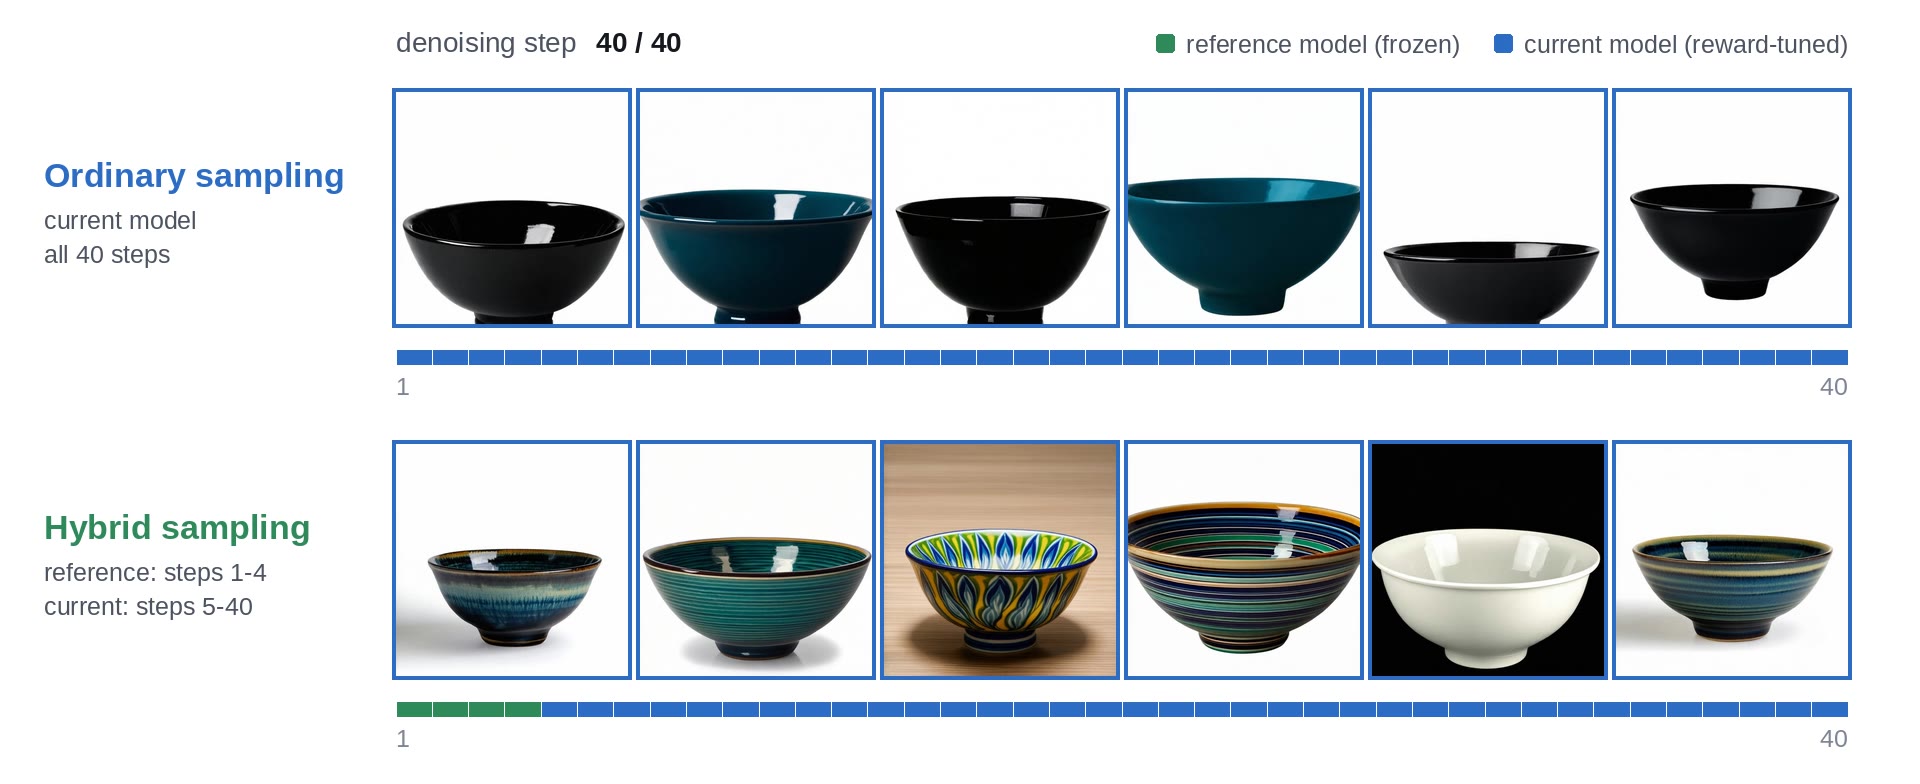 denoising step 40 / 40
reference model (frozen) current model (reward-tuned)
Ordinary sampling
current model
all 40 steps
1 40
Hybrid sampling
reference: steps 1-4
current: steps 5-40
1 40